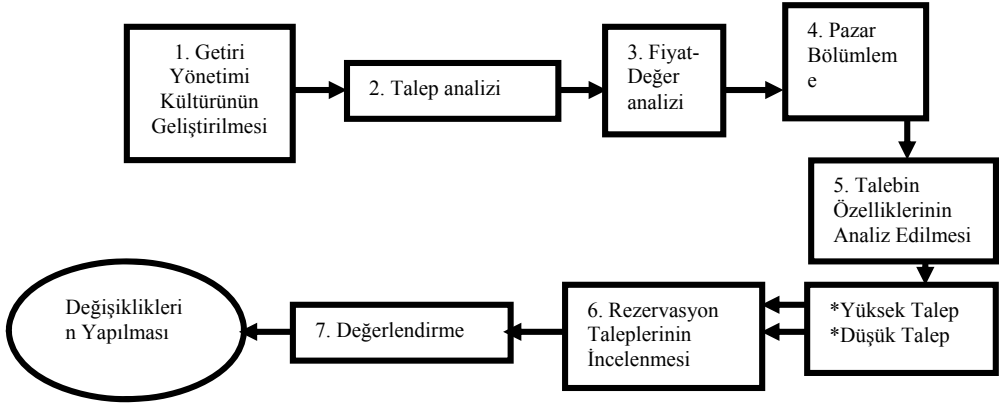 1. Getiri
Yönetimi
Kültürünün
Geliştirilmesi
2. Talep analizi
3. Fiyat-
Değer
analizi
4. Pazar
Bölümlem
e
5. Talebin
Özelliklerinin
Analiz Edilmesi
*Yüksek Talep
*Düşük Talep
6. Rezervasyon
Taleplerinin
İncelenmesi
7. Değerlendirme
Değişiklikleri
n Yapılması